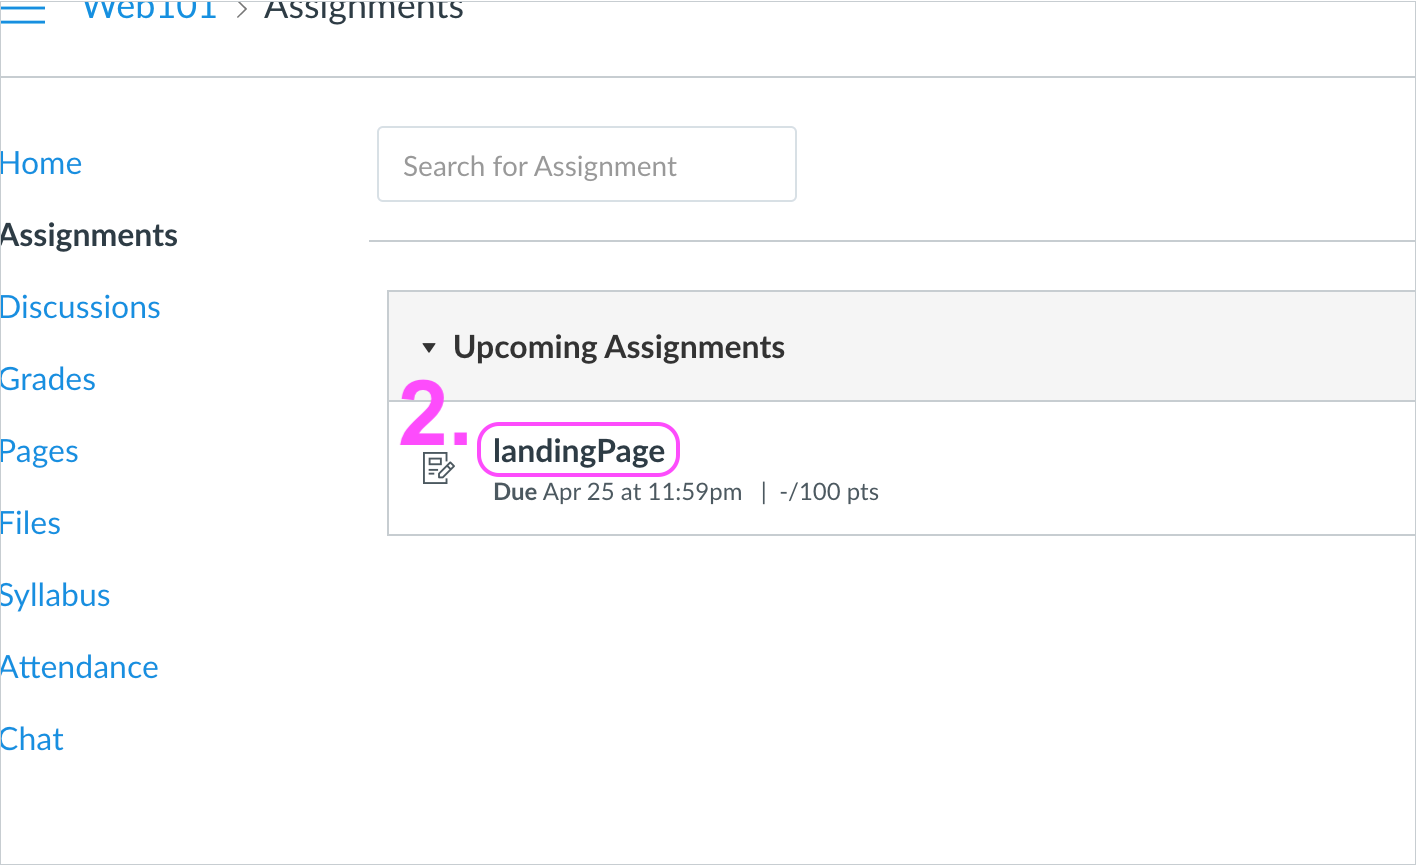 Web101 > Assignments
Home
Assignments
Discussions
Grades
Pages
Files
Syllabus
Attendance
Chat
Search for Assignment
Upcoming Assignments
2.
landingPage
Due Apr 25 at 11:59pm | -/100 pts